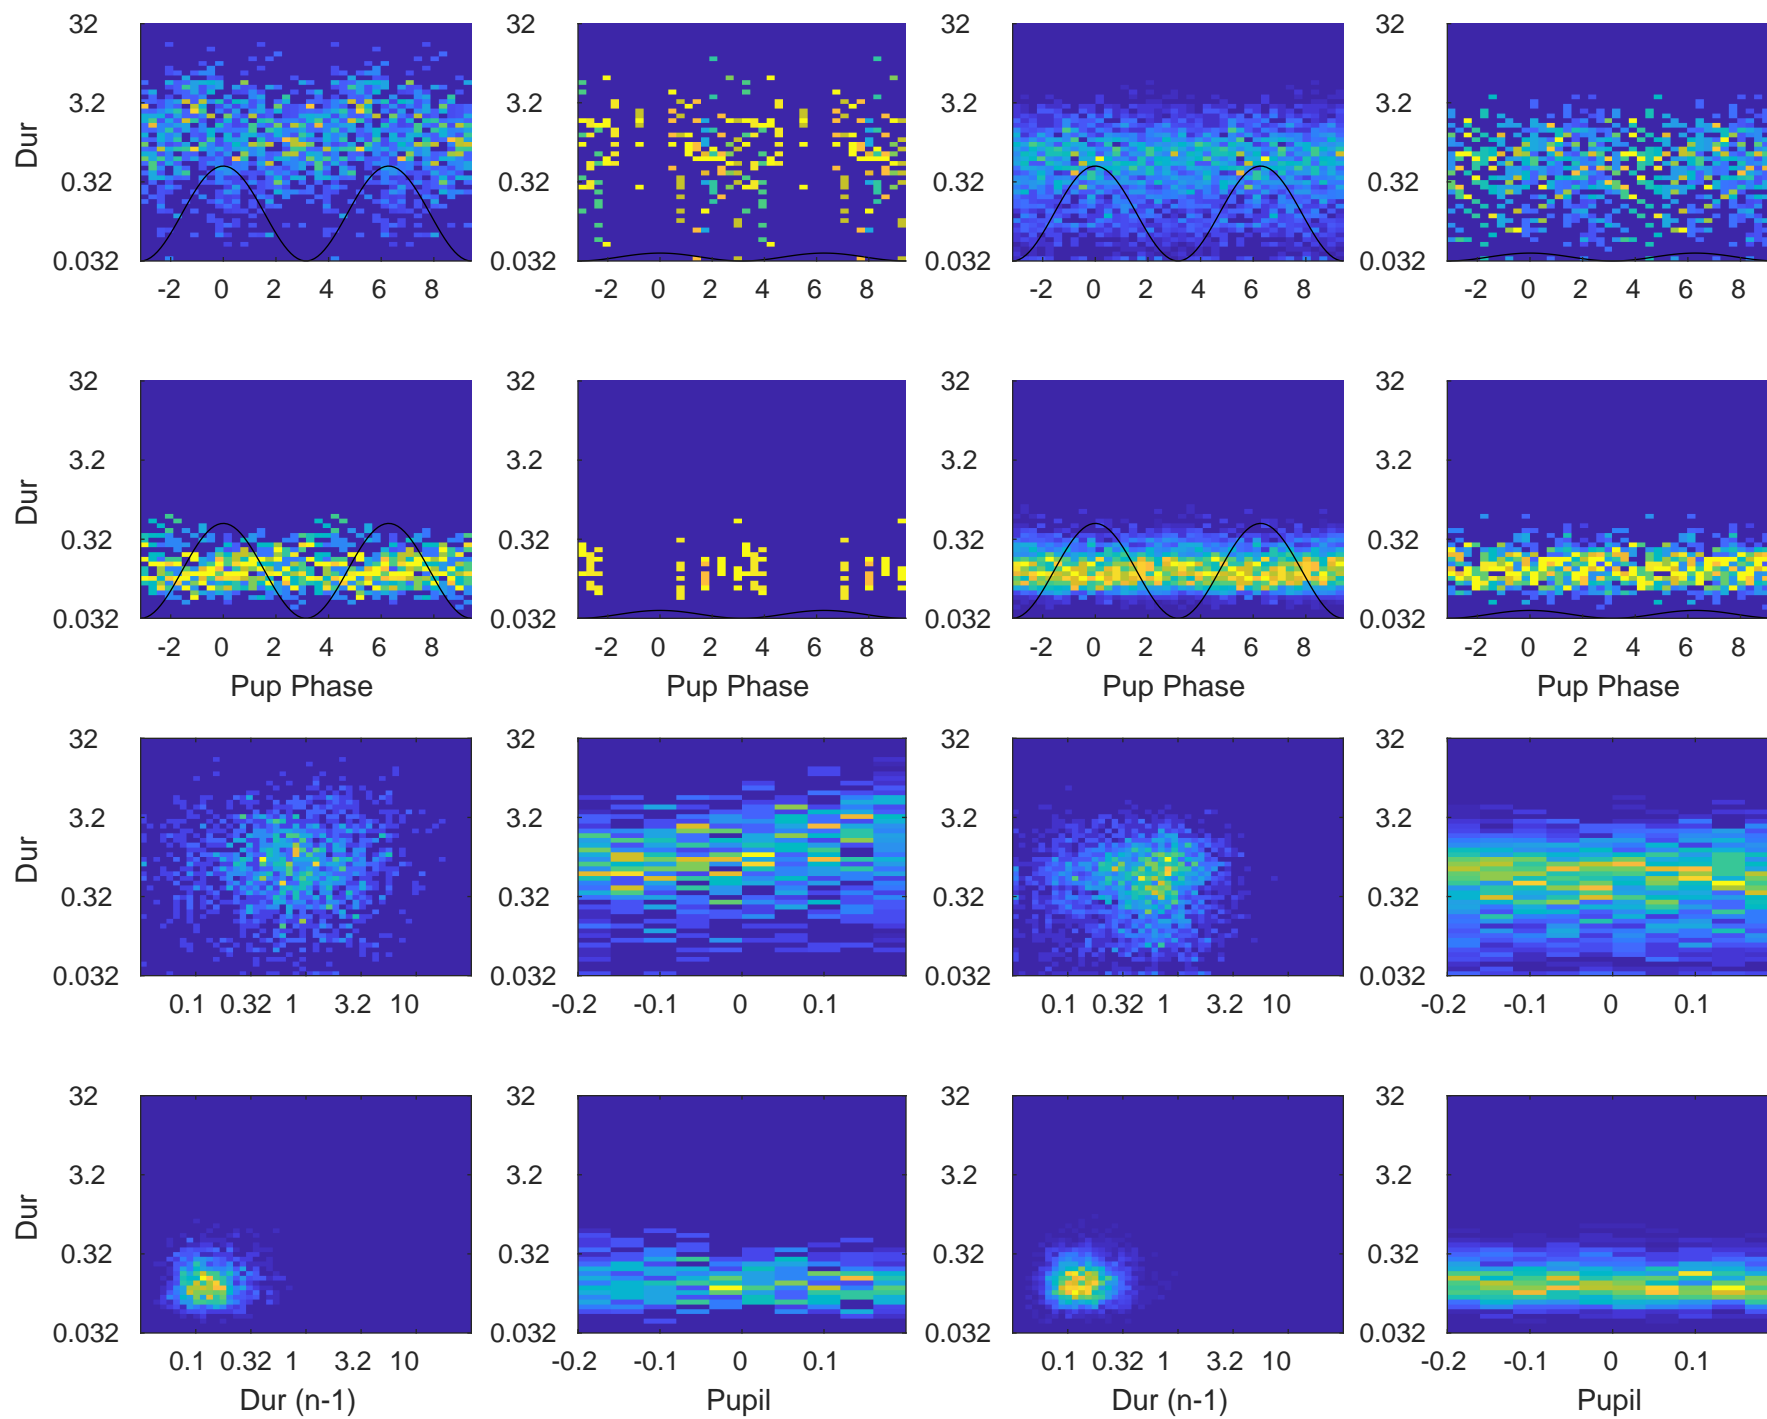 32 32 32 32
3.2 3.2 3.2 3.2
Dur
0.32 0.32 0.32 0.32
0.032 0.032 0.032 0.032
-2 0 2 4 6 8 -2 0 2 4 6 8 -2 0 2 4 6 8 -2 0 2 4 6 8
32 32 32 32
3.2 3.2 3.2 3.2
Dur
0.32 0.32 0.32 0.32
0.032 0.032 0.032 0.032
-2 0 2 4 6 8 -2 0 2 4 6 8 -2 0 2 4 6 8 -2 0 2 4 6 8
Pup Phase Pup Phase Pup Phase Pup Phase
32 32 32 32
3.2 3.2 3.2 3.2
Dur
0.32 0.32 0.32 0.32
0.032 0.032 0.032 0.032
0.1 0.32 1 3.2 10 -0.2 -0.1 0 0.1 0.1 0.32 1 3.2 10 -0.2 -0.1 0 0.1
32 32 32 32
3.2 3.2 3.2 3.2
Dur
0.32 0.32 0.32 0.32
0.032 0.032 0.032 0.032
0.1 0.32 1 3.2 10 -0.2 -0.1 0 0.1 0.1 0.32 1 3.2 10 -0.2 -0.1 0 0.1
Dur (n-1) Pupil Dur (n-1) Pupil